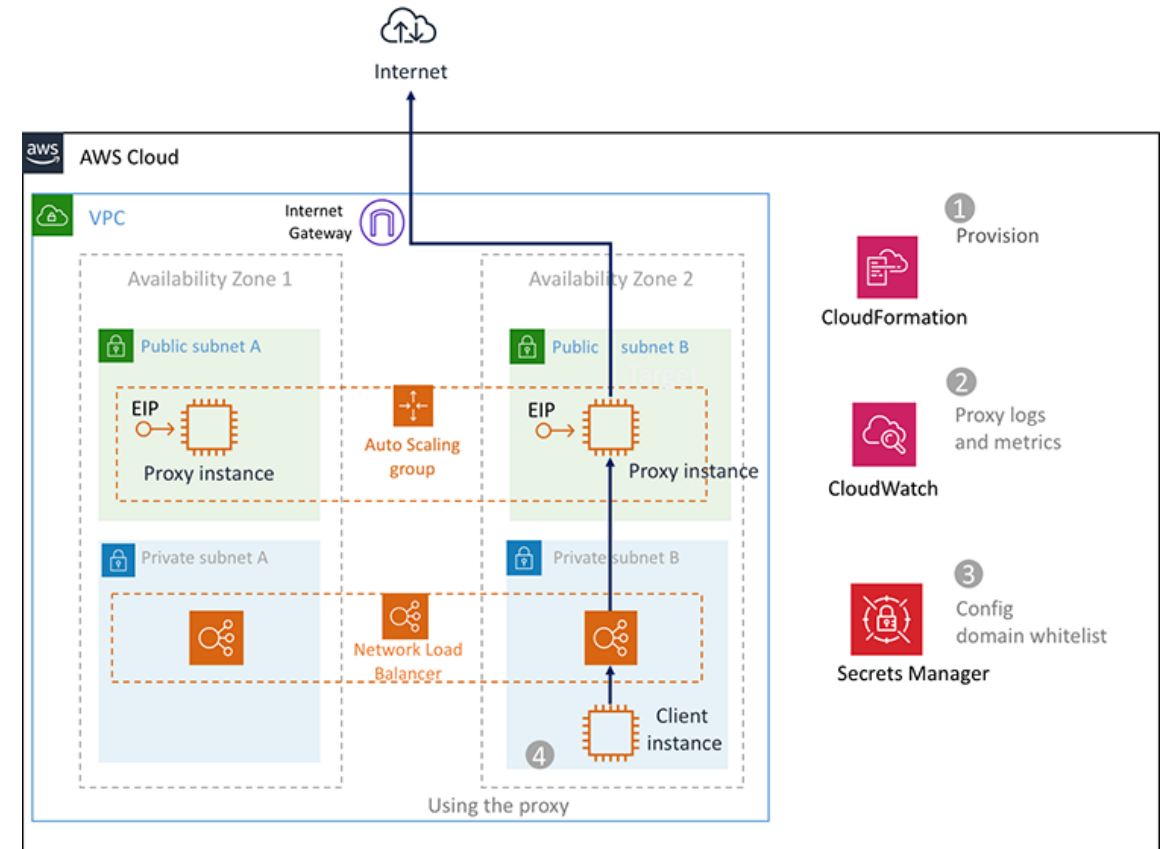 Internet
aws
AWS Cloud
VPC
Internet
Gateway
Availability Zone 1
Availability Zone 2
Public subnet A
Public subnet B
Target
EIP
Proxy instance
Auto Scaling
group
EIP
Proxy instance
Private subnet A
Private subnet B
Network Load
Balancer
Client
instance
4
Using the proxy
1
Provision
CloudFormation
2
Proxy logs
and metrics
CloudWatch
3
Config
domain whitelist
Secrets Manager